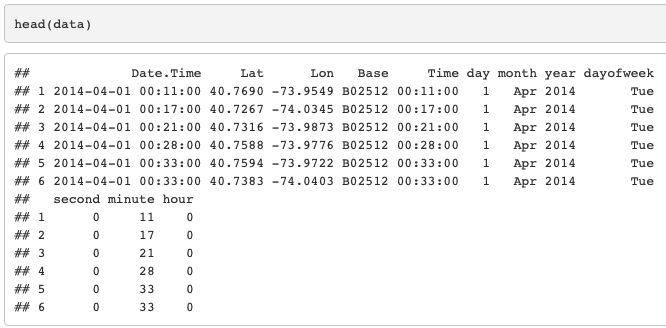 head(data)
##             Date.Time     Lat      Lon   Base     Time day month year dayofweek
## 1 2014-04-01 00:11:00 40.7690 -73.9549 B02512 00:11:00   1   Apr 2014       Tue
## 2 2014-04-01 00:17:00 40.7267 -74.0345 B02512 00:17:00   1   Apr 2014       Tue
## 3 2014-04-01 00:21:00 40.7316 -73.9873 B02512 00:21:00   1   Apr 2014       Tue
## 4 2014-04-01 00:28:00 40.7588 -73.9776 B02512 00:28:00   1   Apr 2014       Tue
## 5 2014-04-01 00:33:00 40.7594 -73.9722 B02512 00:33:00   1   Apr 2014       Tue
## 6 2014-04-01 00:33:00 40.7383 -74.0403 B02512 00:33:00   1   Apr 2014       Tue
##   second minute hour
## 1      0     11    0
## 2      0     17    0
## 3      0     21    0
## 4      0     28    0
## 5      0     33    0
## 6      0     33    0